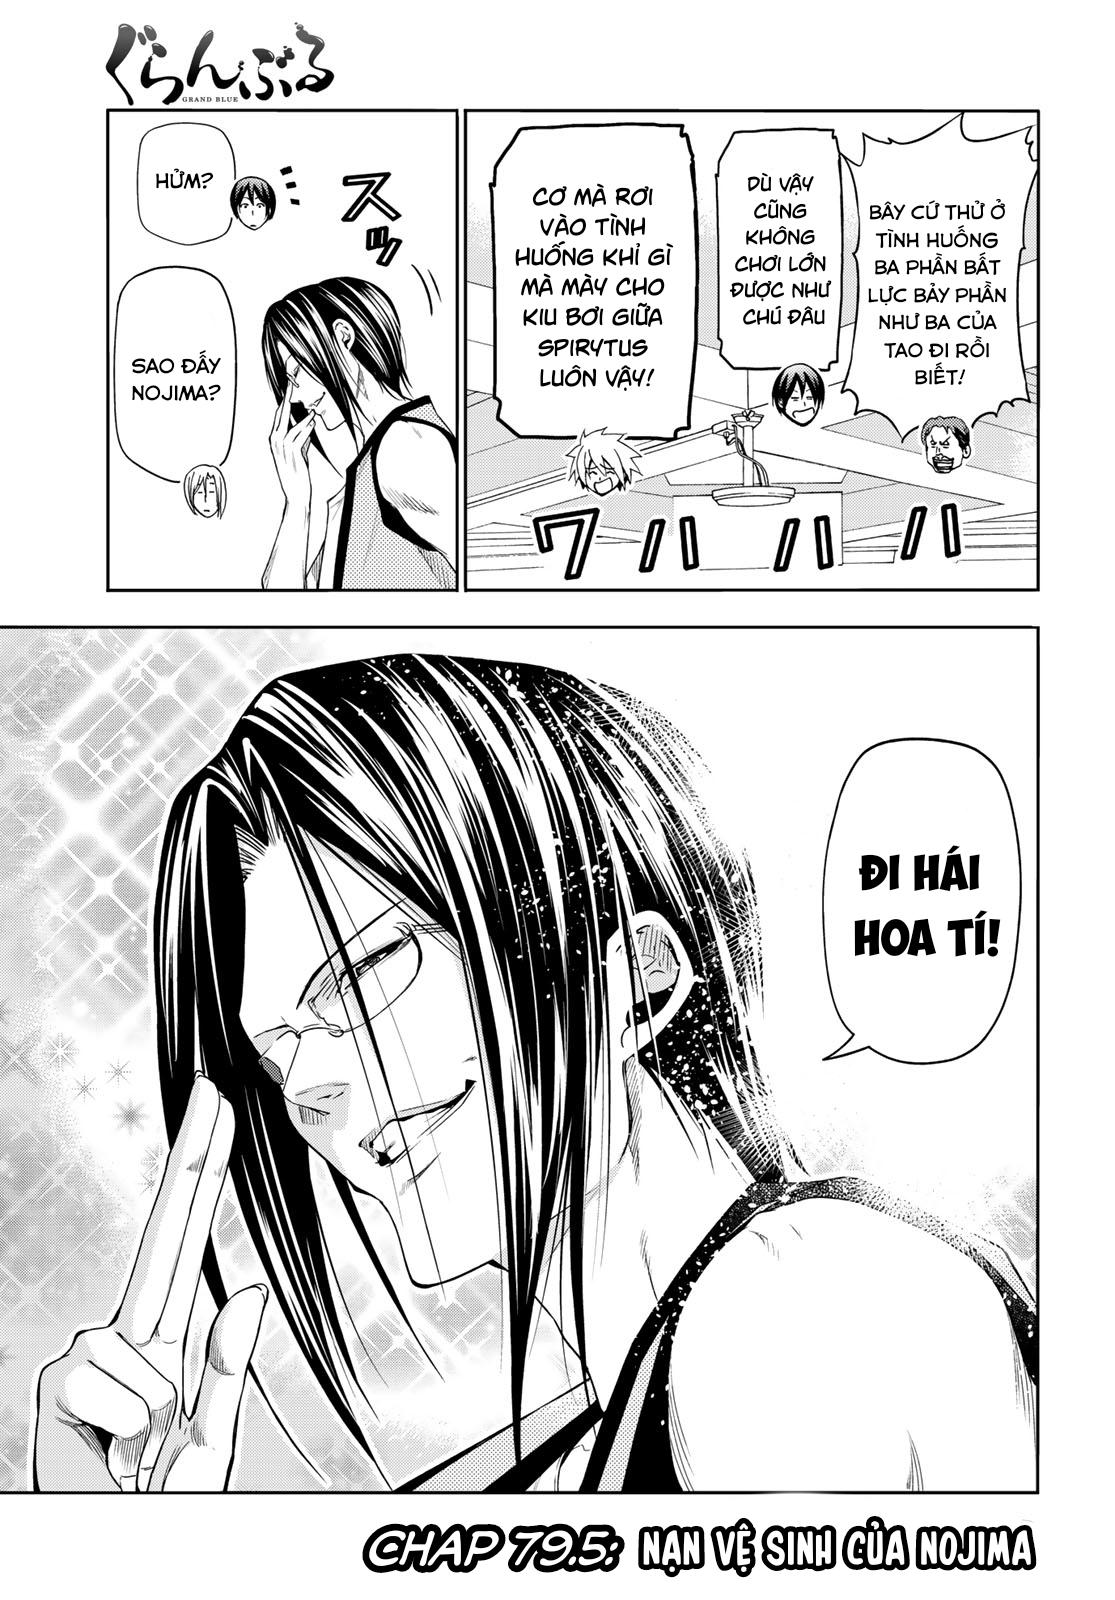 ぐらんぶる
GRAND BLUE
BÂY CỨ THỬ Ở
TÌNH HUỐNG
BA PHẦN BẤT
LỰC BẢY PHẦN
NHƯ BA CỦA
TAO ĐI RỒI
BIẾT!
DÙ VẬY
CŨNG
KHÔNG
CHƠI LỚN
ĐƯỢC NHƯ
CHÚ ĐÂU
CƠ MÀ RƠI
VÀO TÌNH
HUỐNG KHỈ GÌ
MÀ MÀY CHO
KIU BƠI GIỮA
SPIRYTUS
LUÔN VẬY!
ワハハハハ
スッ
HỬM?
SAO ĐẤY
NOJIMA?
ĐI HÁI
HOA TÍ!
CHAP 79.5: NẠN VỆ SINH CỦA NOJIMA